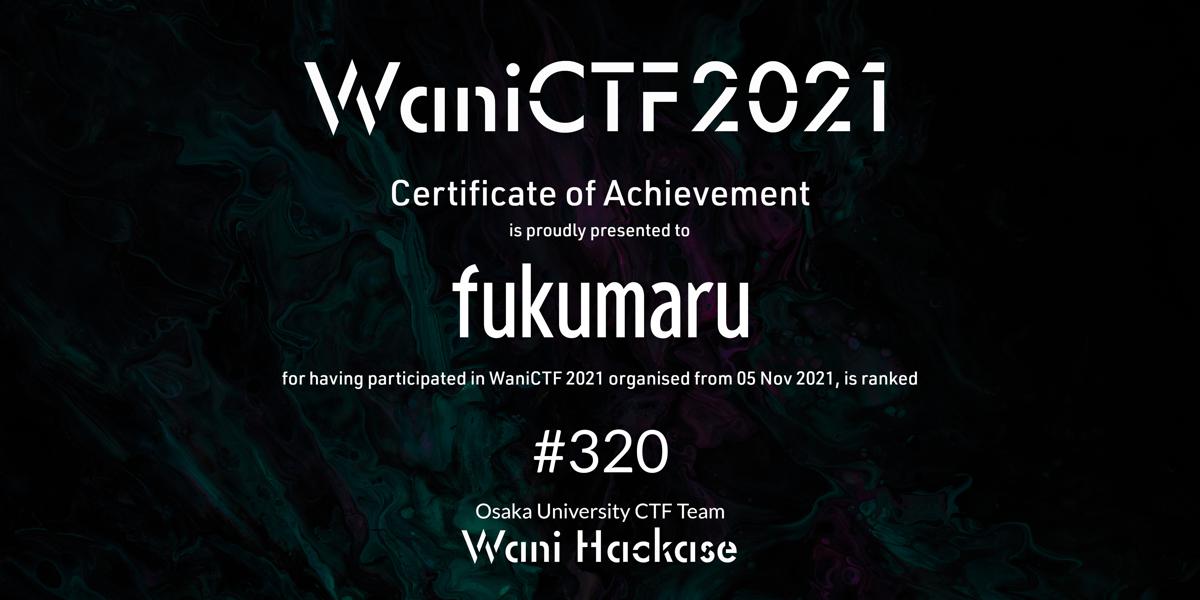 WaniCTF2021
Certificate of Achievement
is proudly presented to
fukumaru
for having participated in WaniCTF 2021 organised from 05 Nov 2021, is ranked
#320
Osaka University CTF Team
Wani Hackase